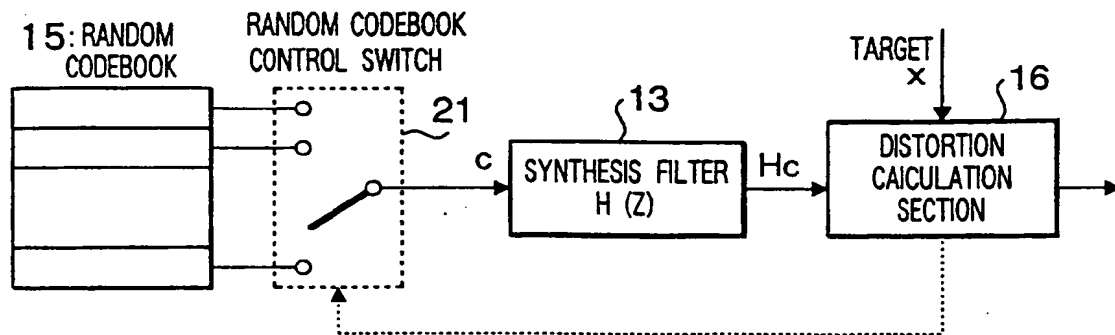 15: RANDOM
CODEBOOK
RANDOM CODEBOOK
CONTROL SWITCH
21
c
13
SYNTHESIS FILTER
H (Z)
Hc
TARGET
x
16
DISTORTION
CAICULATION
SECTION